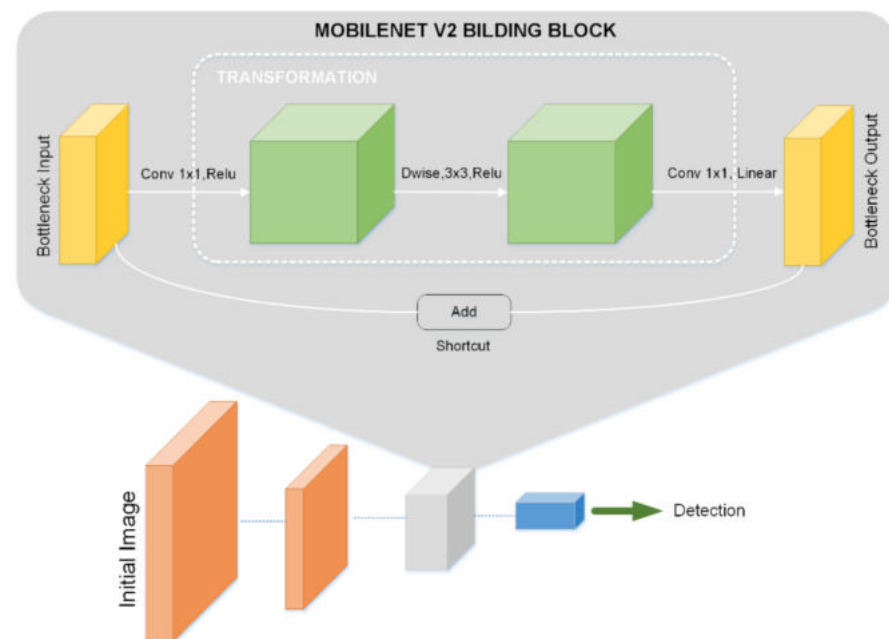 MOBILENET V2 BILDING BLOCK
TRANSFORMATION
Bottleneck Input
Conv 1x1,Relu
Dwise,3x3,Relu
Conv 1x1, Linear
Bottleneck Output
Add
Shortcut
Initial Image
Detection